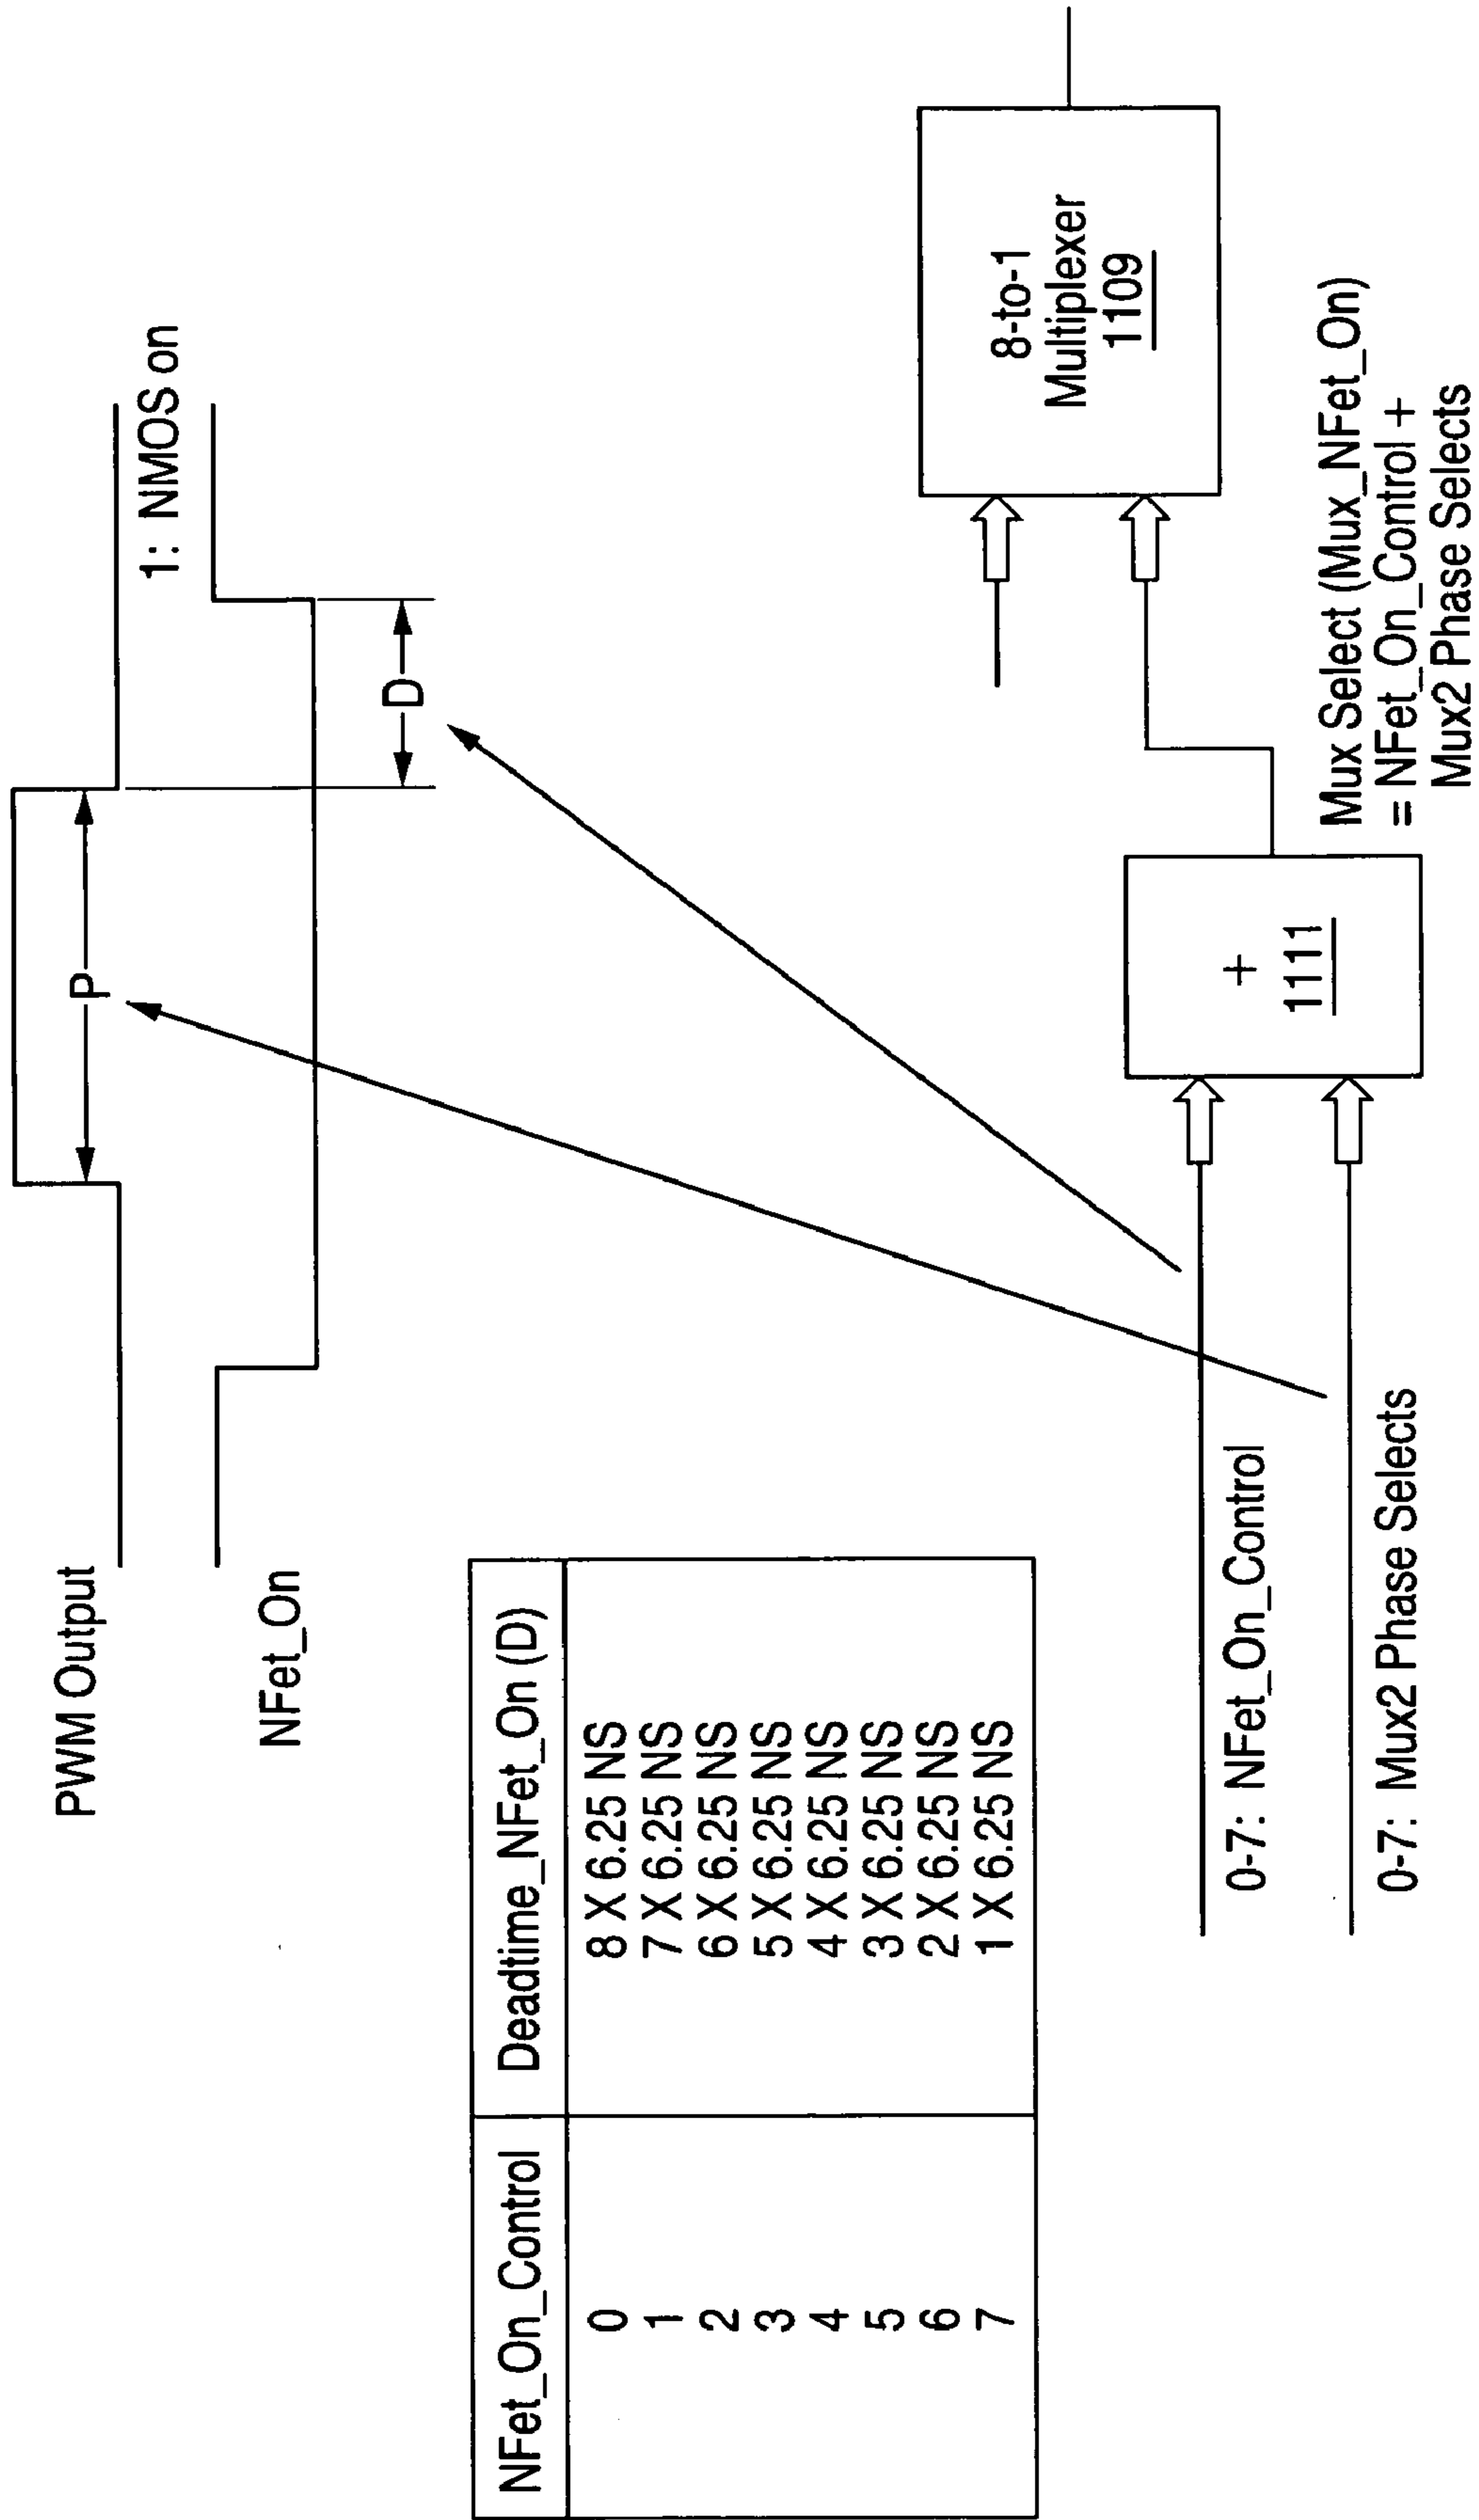 PWM Output
P
1: NMOS on
NFet_On
D
NFet_On_Control Deadtime_NFet_On (D)
0 8 X 6.25 NS
1 7 X 6.25 NS
2 6 X 6.25 NS
3 5 X 6.25 NS
4 4 X 6.25 NS
5 3 X 6.25 NS
6 2 X 6.25 NS
7 1 X 6.25 NS
8-to-1
Multiplexer
1109
+
1111
0-7: NFet_On_Control
0-7: Mux2 Phase Selects
Mux Select (Mux_NFet_On)
= NFet_On_Control +
Mux2 Phase Selects